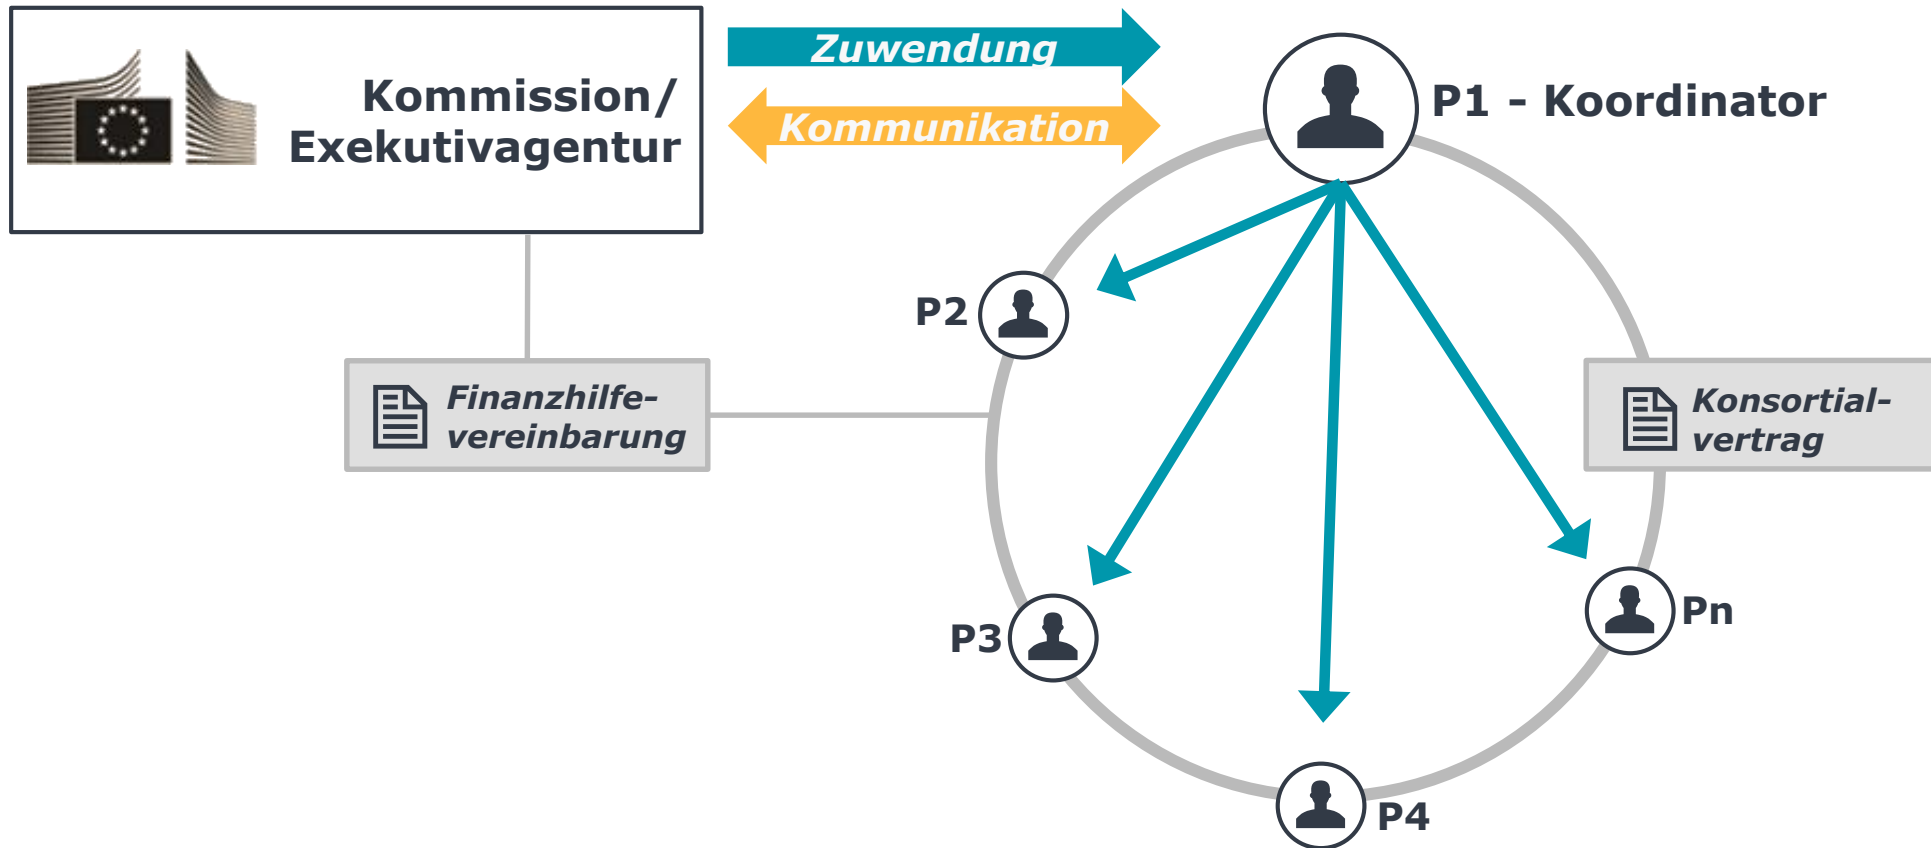 Kommission/
Exekutivagentur
Zuwendung
Kommunikation
P1 - Koordinator
P2
Finanzhilfe-
vereinbarung
Konsortial-
vertrag
P3
Pn
P4